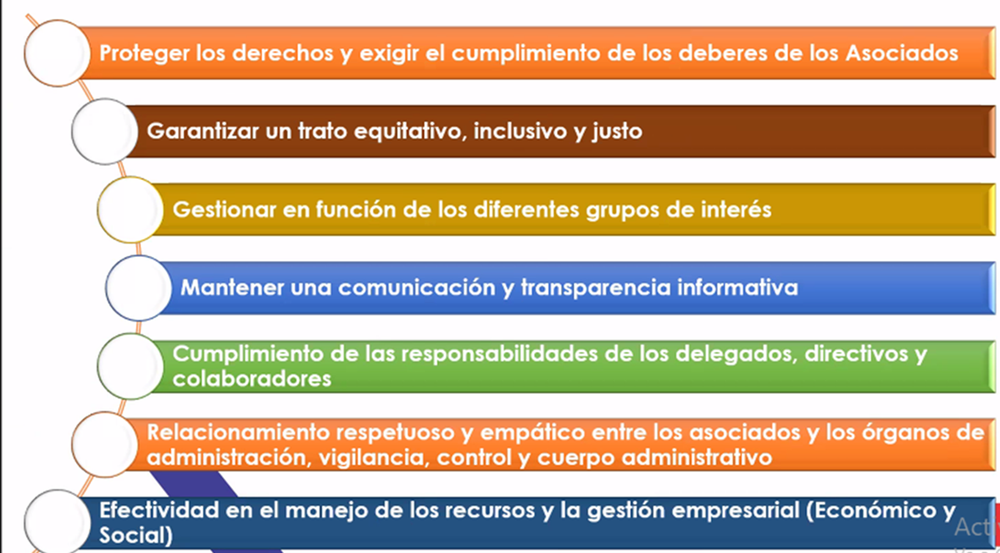 Proteger los derechos y exigir el cumplimiento de los deberes de los Asociados
Garantizar un trato equitativo, inclusivo y justo
Gestionar en función de los diferentes grupos de interés
Mantener una comunicación y transparencia informativa
Cumplimiento de las responsabilidades de los delegados, directivos y
colaboradores
Relacionamiento respetuoso y empático entre los asociados y los órganos de
administración, vigilancia, control y cuerpo administrativo
Efectividad en el manejo de los recursos y la gestión empresarial (Económico y
Social)